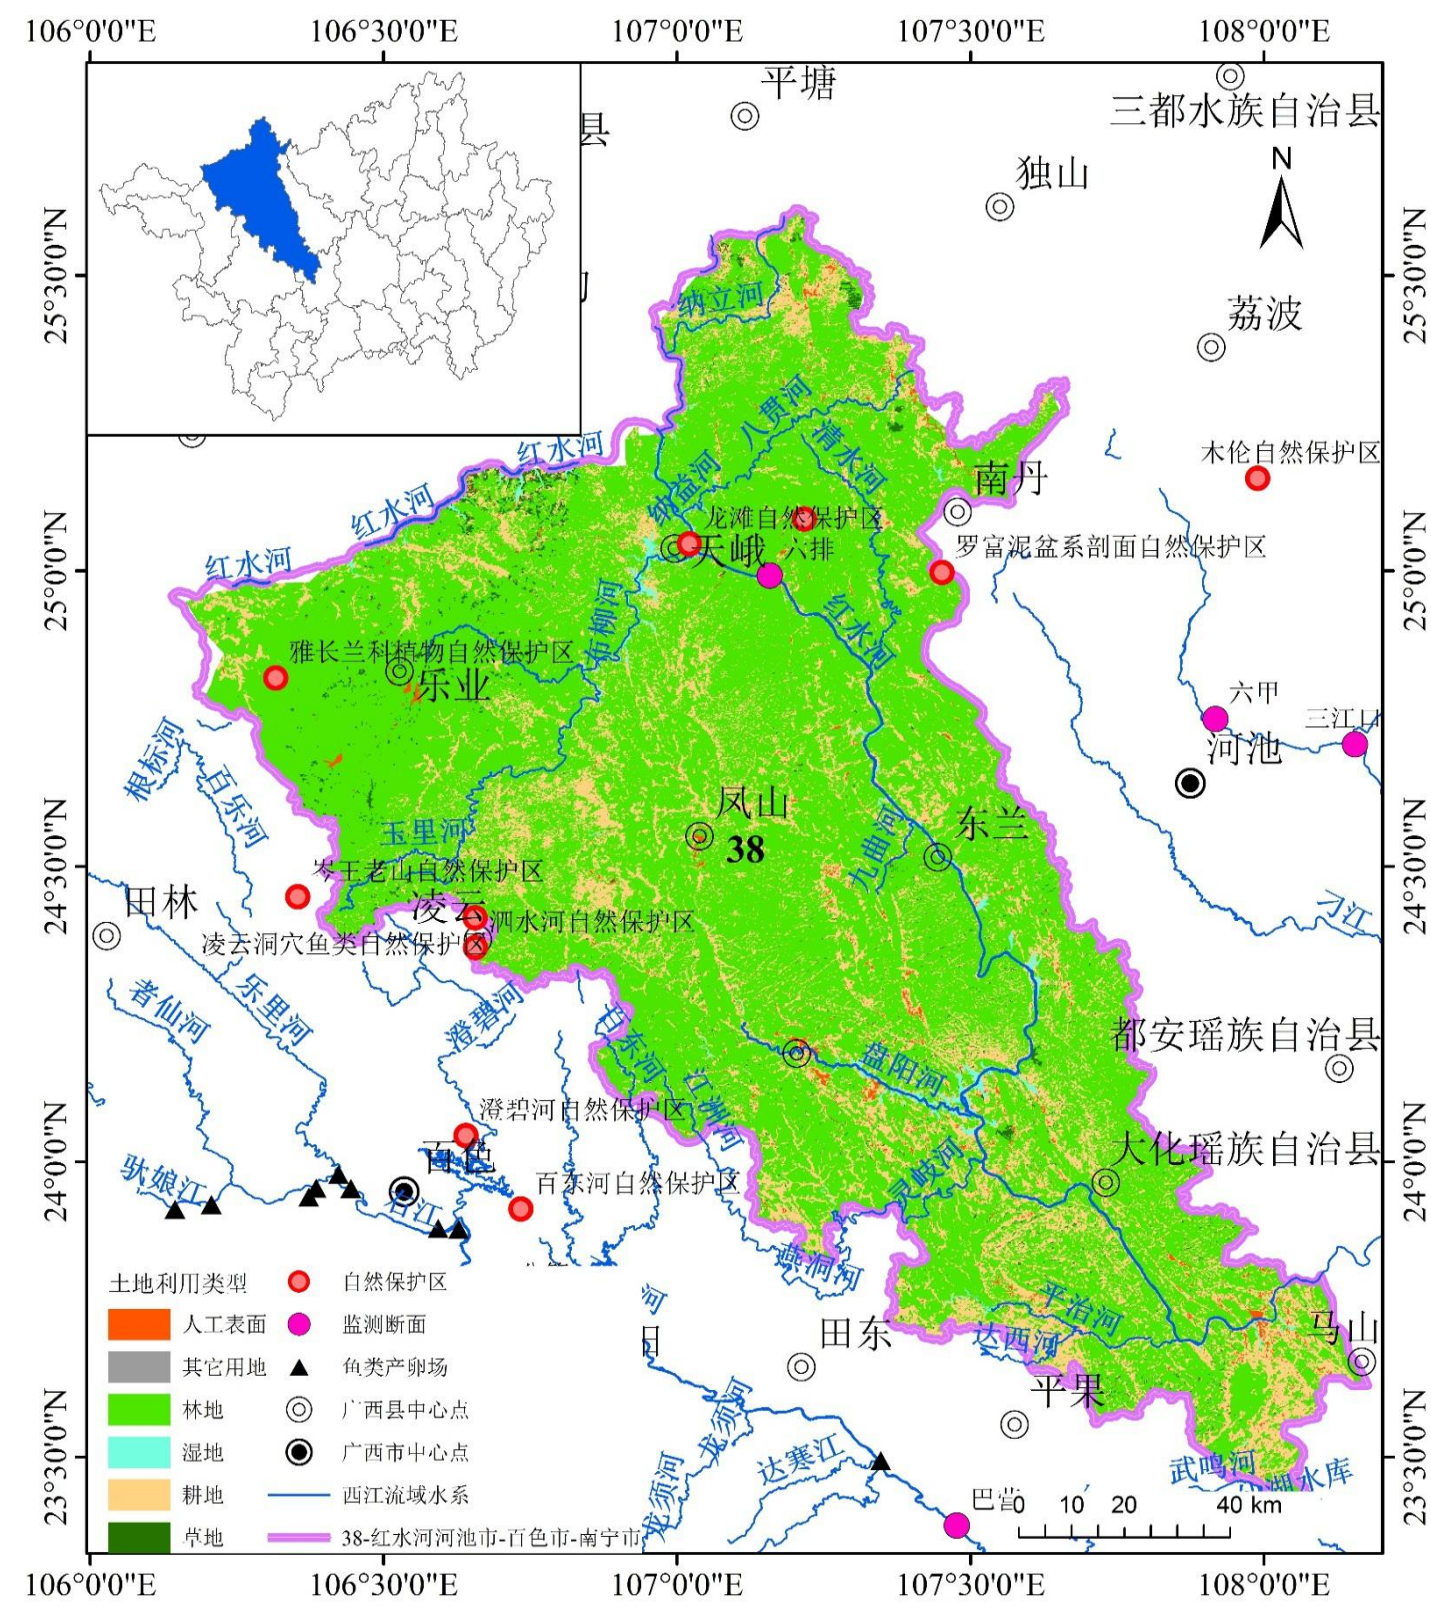 106°0'0"E
106°30'0"E
107°0'0"E
107°30'0"E
108°0'0"E
平塘
三都水族自治县
县
N
独山
25°30'0"N
25°30'0"N
纳立河
荔波
八贯河
清水河
红水河
木伦自然保护区
南丹
纳益河
红水河
龙滩自然保护区
天峨
六排
罗富泥盆系剖面自然保护区
25°0'0"N
25°0'0"N
红水河
布柳河
红水河
雅长兰科植物自然保护区
乐业
六甲
三江口
河池
根标河
百乐河
凤山
38
东兰
九曲河
玉里河
24°30'0"N
24°30'0"N
岑王老山自然保护区
田林
凌云
泗水河自然保护区
刁江
凌云洞穴鱼类自然保护区
者仙河
乐里河
澄碧河
百东河
都安瑶族自治县
盘阳河
江洲河
澄碧河自然保护区
24°0'0"N
24°0'0"N
百色
大化瑶族自治县
驮娘江
灵岐河
百东河自然保护区
右江
燕洞河
土地利用类型
自然保护区
人工表面
监测断面
河
平治河
田东
达西河
马山
其它用地
鱼类产卵场
平果
林地
广西县中心点
龙须河
23°30'0"N
23°30'0"N
湿地
广西市中心点
达寒江
武鸣河
湖水库
耕地
西江流域水系
龙须河
巴营
0 10 20 40 km
草地
38-红水河河池市-百色市-南宁市
106°0'0"E
106°30'0"E
107°0'0"E
107°30'0"E
108°0'0"E